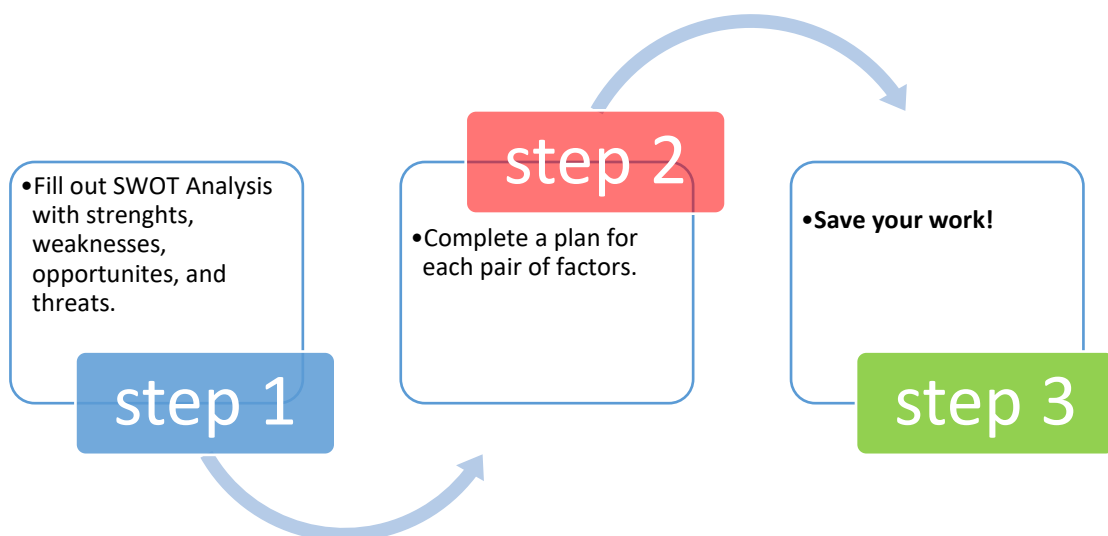 •Fill out SWOT Analysis
with strenghts,
weaknesses,
opportunites, and
threats.
step 1
step 2
•Complete a plan for
each pair of factors.
•Save your work!
step 3